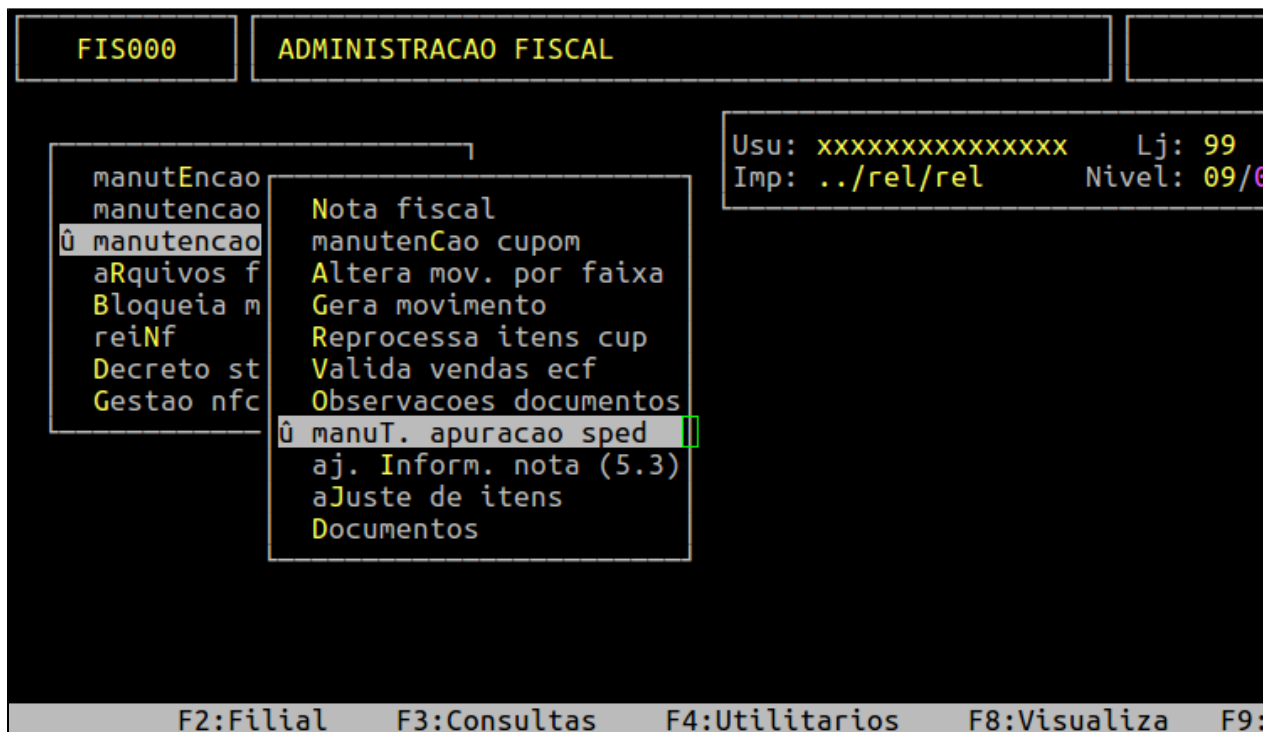 FIS000 ADMINISTRACAO FISCAL
Usu: xxxxxxxxxxxxxxx Lj: 99
Imp: ../rel/rel Nivel: 09/0
manutEncao
manutencao
û manutencao
aRquivos f
Bloqueia m
reiNf
Decreto st
Gestao nfc
Nota fiscal
manutenCao cupom
Altera mov. por faixa
Gera movimento
Reprocessa itens cup
Valida vendas ecf
Observacoes documentos
û manuT. apuracao sped
aj. Inform. nota (5.3)
aJuste de itens
Documentos
F2:Filial F3:Consultas F4:Utilitarios F8:Visualiza F9: